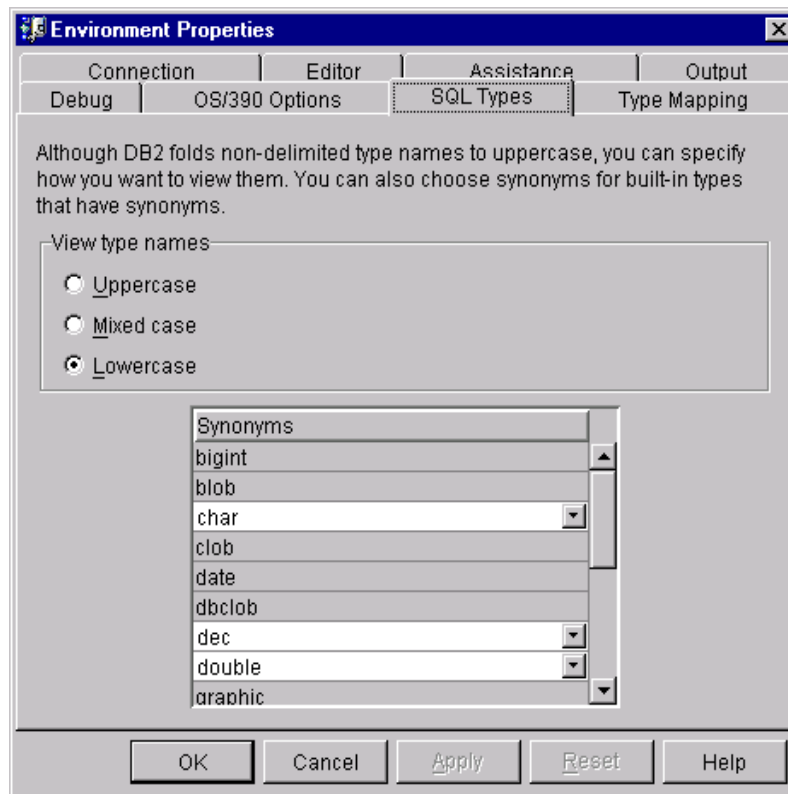 Environment Properties
Connection Editor Assistance Output
Debug OS/390 Options SQL Types Type Mapping
Although DB2 folds non-delimited type names to uppercase, you can specify
how you want to view them. You can also choose synonyms for built-in types
that have synonyms.
View type names
Uppercase
Mixed case
Lowercase
Synonyms
bigint
blob
char
clob
date
dbclob
dec
double
graphic
OK Cancel Apply Reset Help